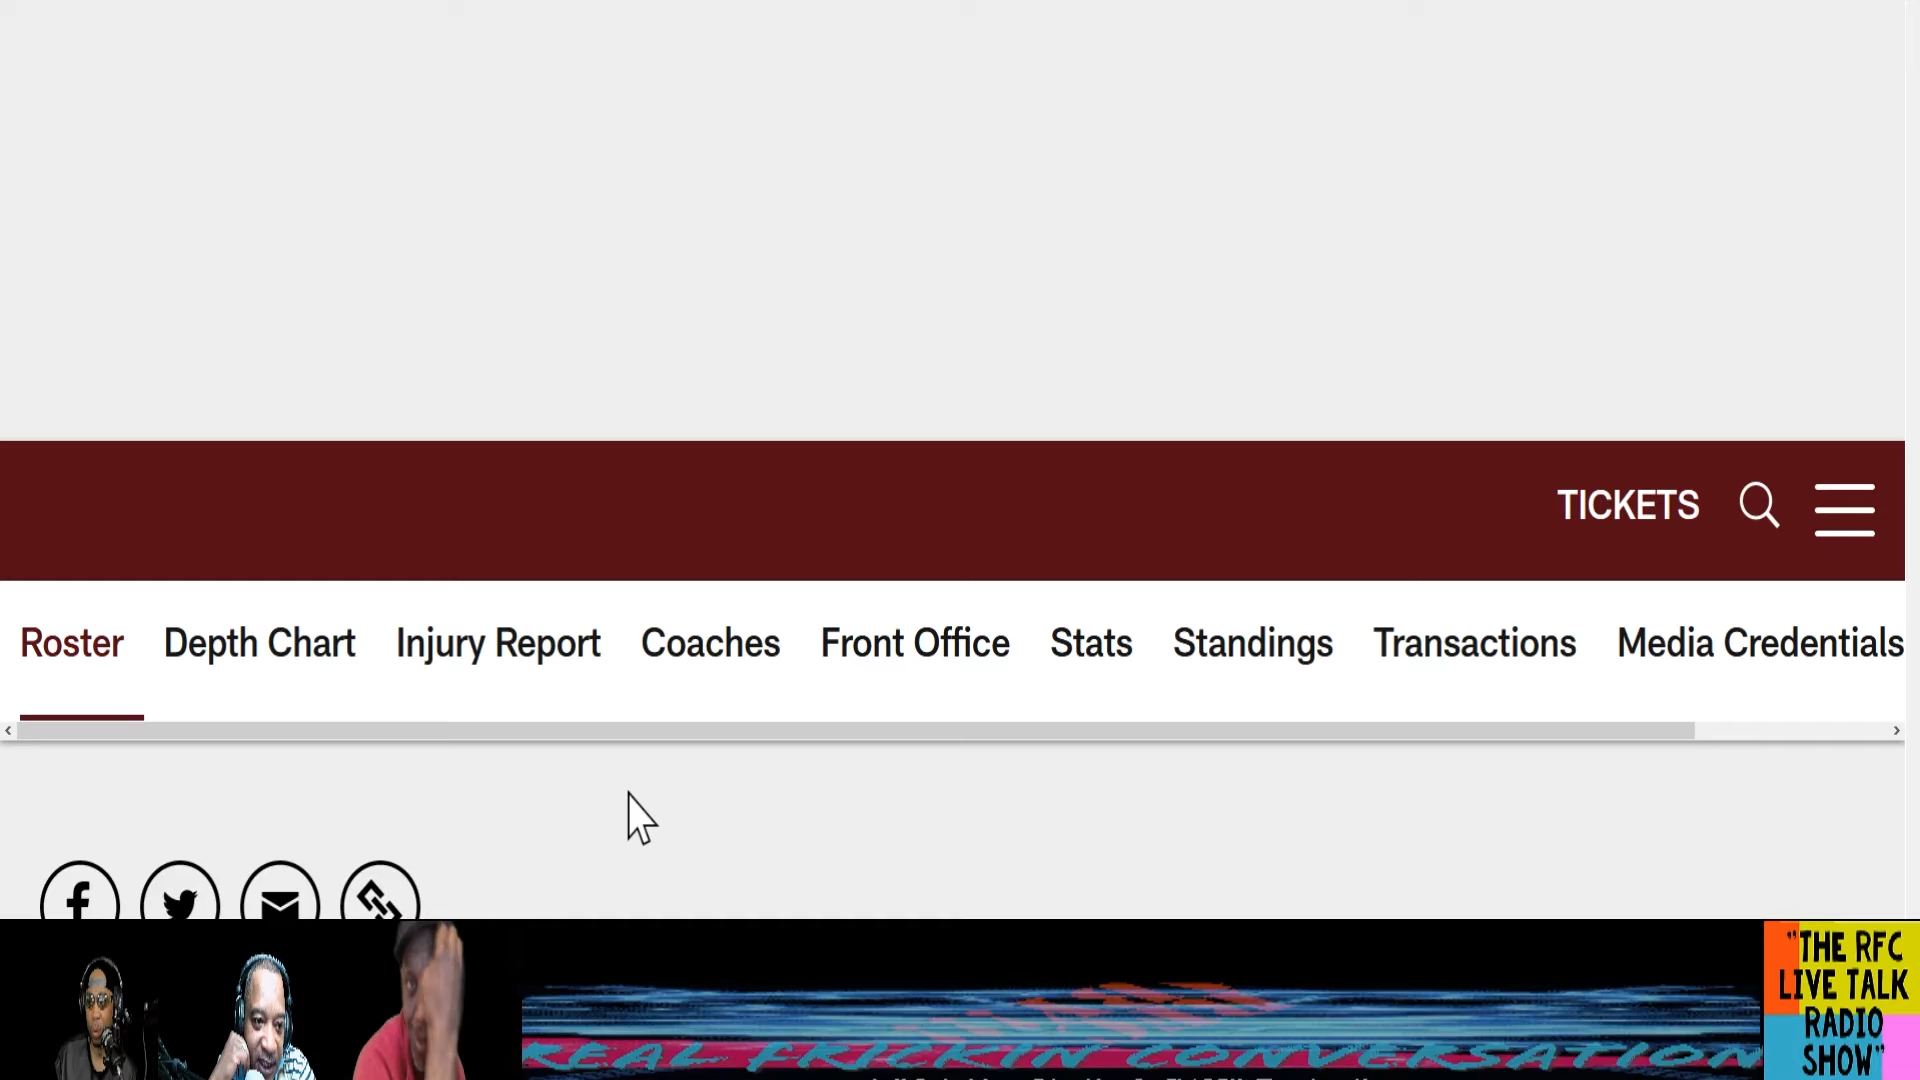 TICKETS
Roster Depth Chart Injury Report Coaches Front Office Stats Standings Transactions Media Credentials
REAL FRICKIN CONVERSATION
"THE RFC
LIVE TALK
RADIO
SHOW"